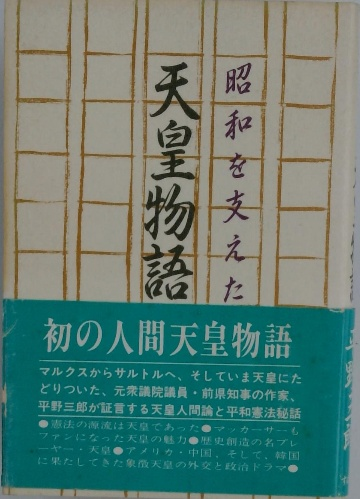 昭和を支えた
天皇物語
初の人間天皇物語
マルクスからサルトルへ、そしていま天皇にた
どりついた、元衆議院議員・前県知事の作家、
平野三郎が証言する天皇人間論と平和憲法秘話
●憲法の源流は天皇であった●マッカーサーも
ファンになった天皇の魅力●歴史創造の名プレ
ーヤー・天皇●アメリカ・中国、そして、韓国
に果たしてきた象徴天皇の外交と政治ドラマ●